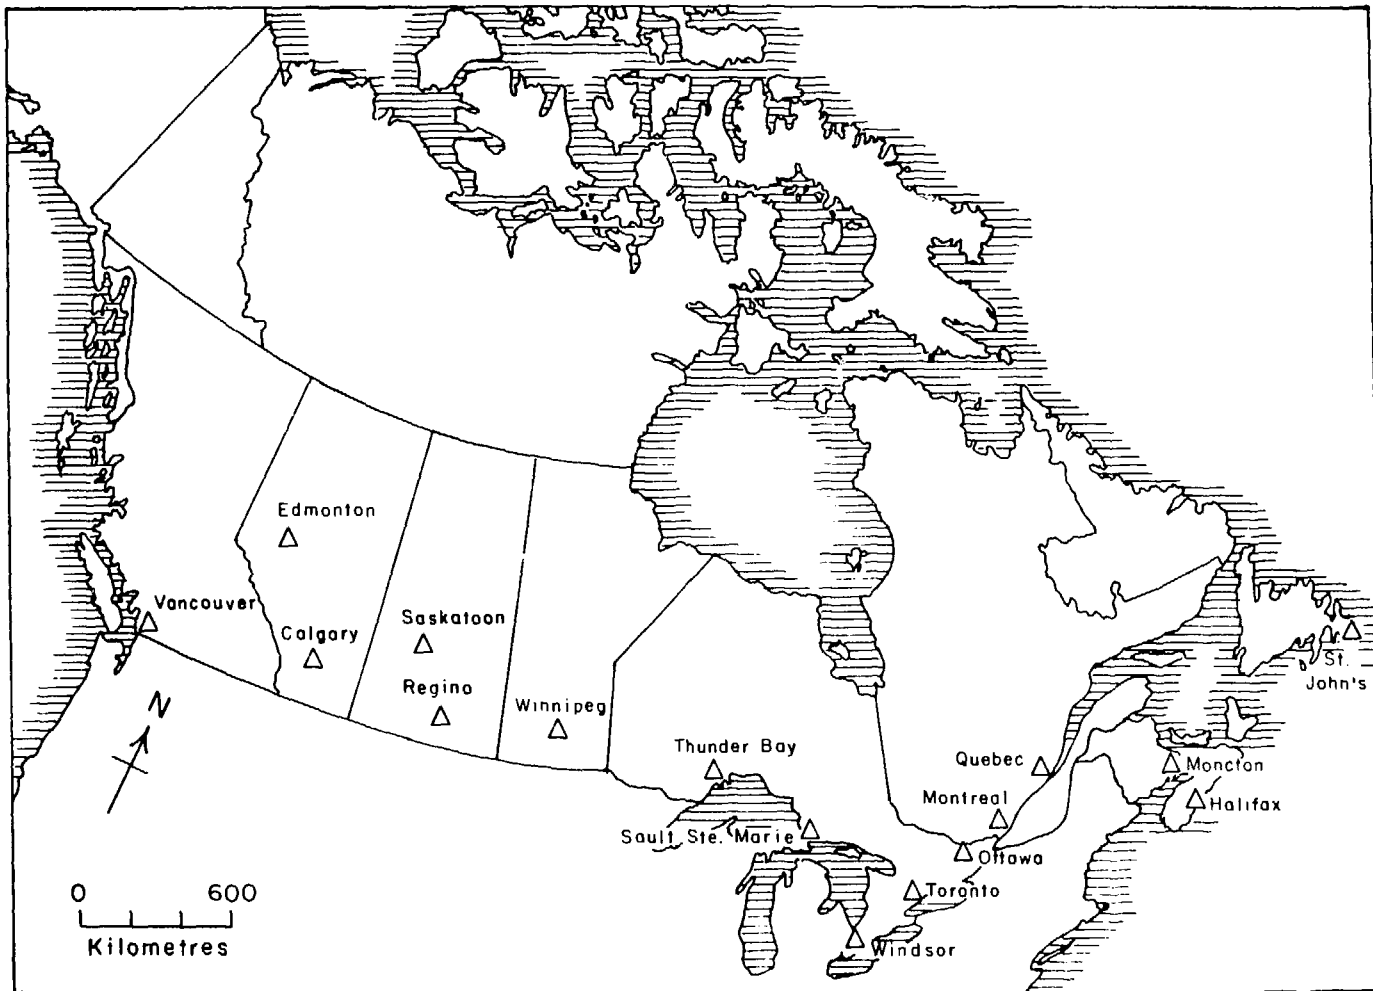 Edmonton
Vancouver
Calgary
Saskatoon
Regino
Winnipeg
Thunder Bay
Sault Ste. Marie
Quebec
Montreal
Ottawa
Toronto
Windsor
Moncton
Halifax
St.
John's
N
0 600
Kilometres